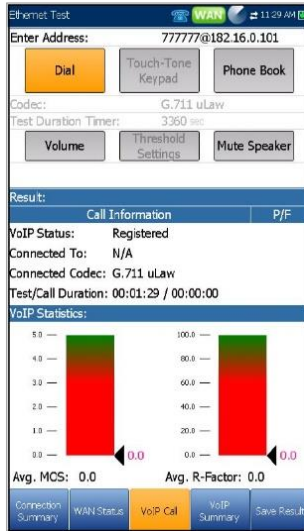 Ethernet Test WAN 11:29 AM
Enter Address: 777777@182.16.0.101
Dial
Touch-Tone Keypad
Phone Book
Codec: G.711 uLaw
Test Duration Timer: 3360 sec
Volume
Threshold Settings
Mute Speaker
Result:
Call Information P/F
VoIP Status: Registered
Connected To: N/A
Connected Codec: G.711 uLaw
Test/Call Duration: 00:01:29 / 00:00:00
VoIP Statistics:
5.0 100.0
4.0 80.0
3.0 60.0
2.0 40.0
1.0 20.0
0.0 0.0 0.0 0.0
Avg. MCS: 0.0 Avg. R-Factor: 0.0
Connection Summary
WAN Status
VoIP Call
VoIP Summary
Save Result